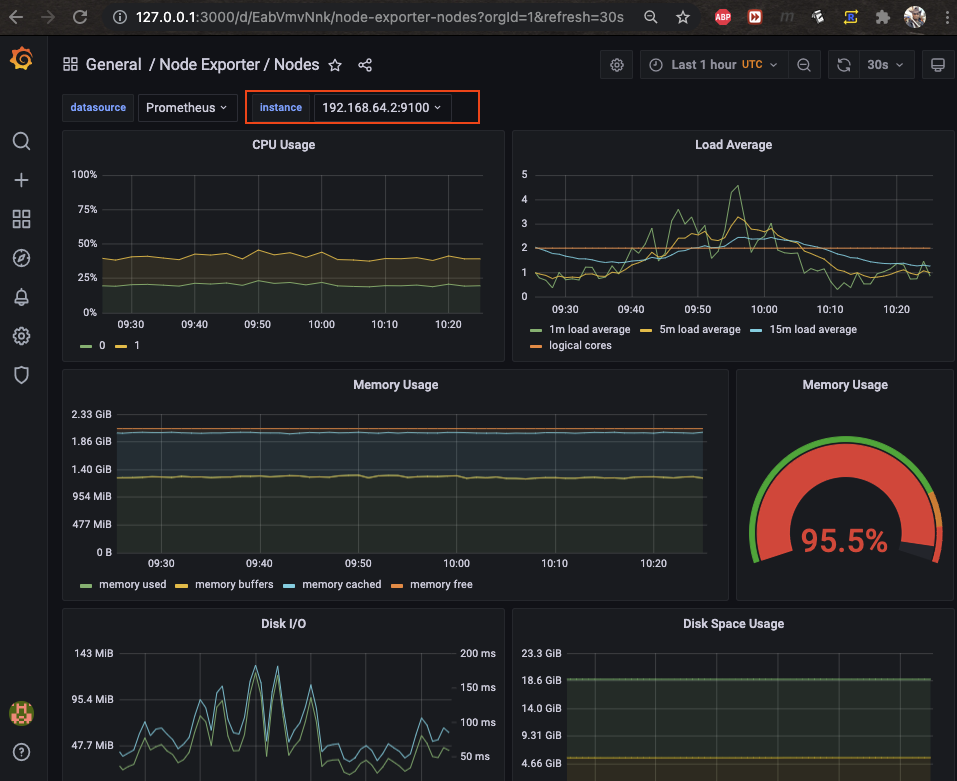 127.0.0.1:3000/d/EabVmvNnk/node-exporter-nodes?orgId=1&refresh=30s
ABP
R
General / Node Exporter / Nodes
Last 1 hour UTC
30s
datasource Prometheus instance 192.168.64.2:9100
CPU Usage
100%
75%
50%
25%
0%
09:30 09:40 09:50 10:00 10:10 10:20
0 1
Load Average
5
4
3
2
1
0
09:30 09:40 09:50 10:00 10:10 10:20
1m load average 5m load average 15m load average
logical cores
Memory Usage
2.33 GiB
1.86 GiB
1.40 GiB
954 MiB
477 MiB
0 B
09:30 09:40 09:50 10:00 10:10 10:20
memory used memory buffers memory cached memory free
Memory Usage
95.5%
Disk I/O
143 MiB
95.4 MiB
47.7 MiB
200 ms
150 ms
100 ms
50 ms
Disk Space Usage
23.3 GiB
18.6 GiB
14.0 GiB
9.31 GiB
4.66 GiB